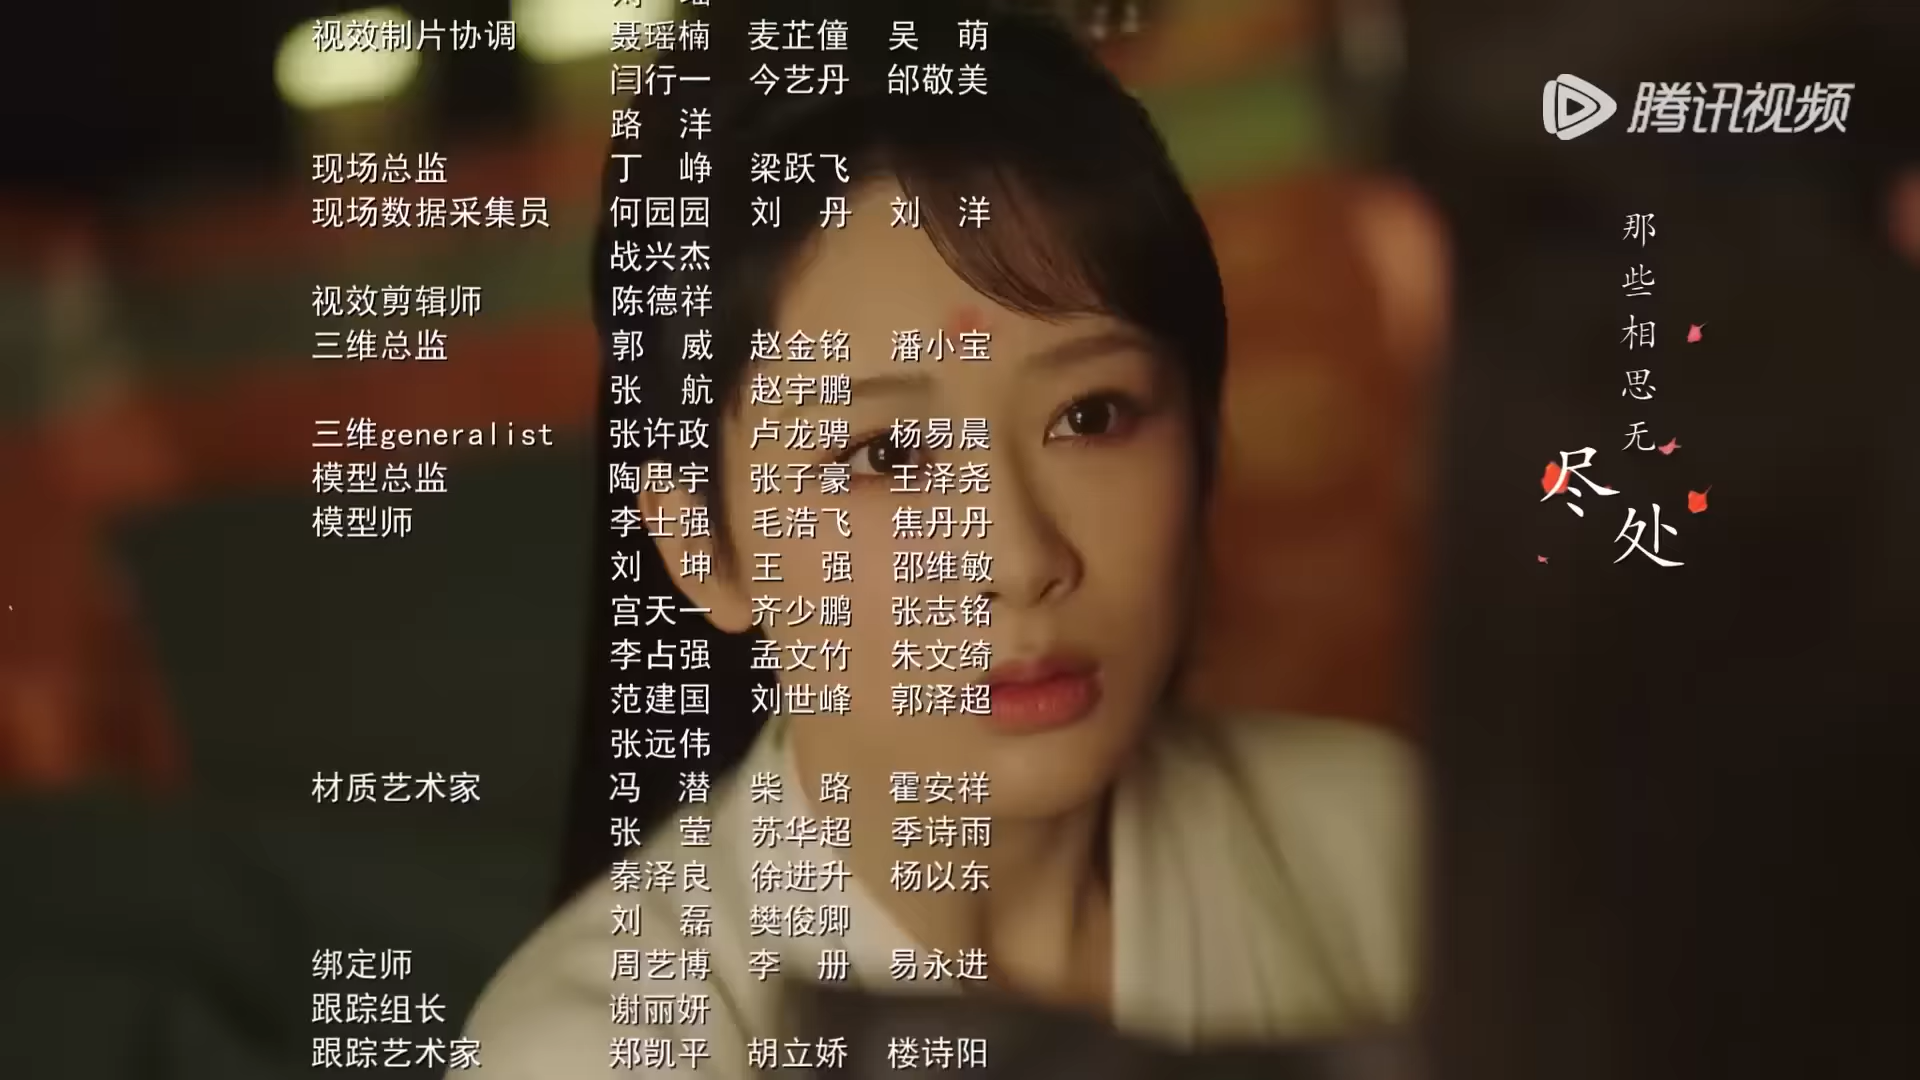 视效制片协调 聂瑶楠 麦芷僮 吴 萌
闫行一 今艺丹 邰敬美
路 洋
现场总监 丁 峥 梁跃飞
现场数据采集员 何园园 刘 丹 刘 洋
战兴杰
视效剪辑师 陈德祥
三维总监 郭 威 赵金铭 潘小宝
张 航 赵宇鹏
三维generalist 张许政 卢龙骋 杨易晨
模型总监 陶思宇 张子豪 王泽尧
模型师 李士强 毛浩飞 焦丹丹
刘 坤 王 强 邵维敏
宫天一 齐少鹏 张志铭
李占强 孟文竹 朱文绮
范建国 刘世峰 郭泽超
张远伟
材质艺术家 冯 潜 柴 路 霍安祥
张 莹 苏华超 季诗雨
秦泽良 徐进升 杨以东
刘 磊 樊俊卿
绑定师 周艺博 李 册 易永进
跟踪组长 谢丽妍
跟踪艺术家 郑凯平 胡立娇 楼诗阳
腾讯视频
那些相思无
尽处